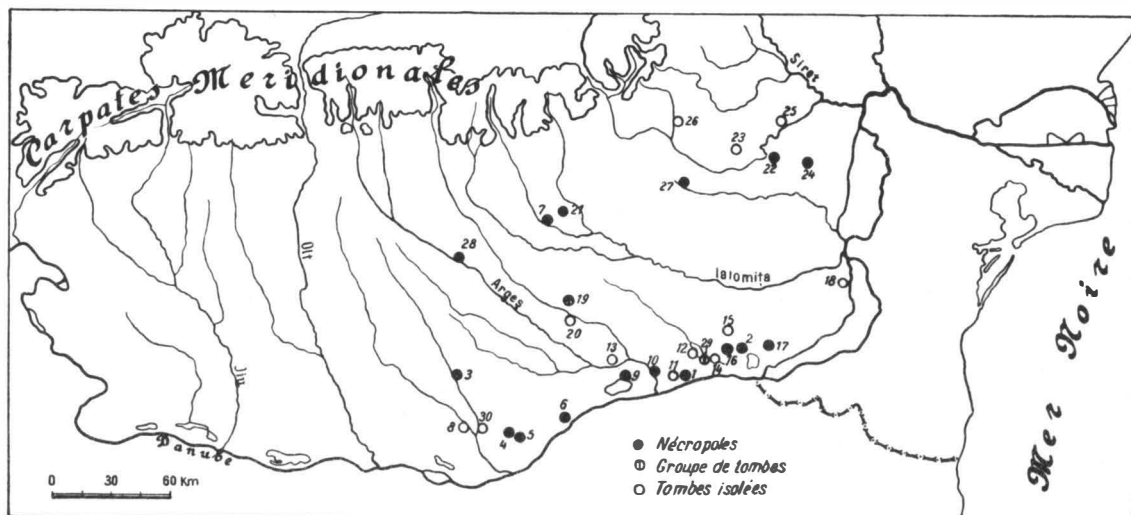 Carpates Meridionales
Siret
25
26
23
22
24
27
7
21
28
Olt
Argeș
Ialomița
18
19
20
15
13
12
29
2
17
16
14
3
9
10
11
1
Jiu
6
8
30
4
5
Danube
Mer Noire
Nécropoles
Groupe de tombes
Tombes isolées
0 30 60 Km